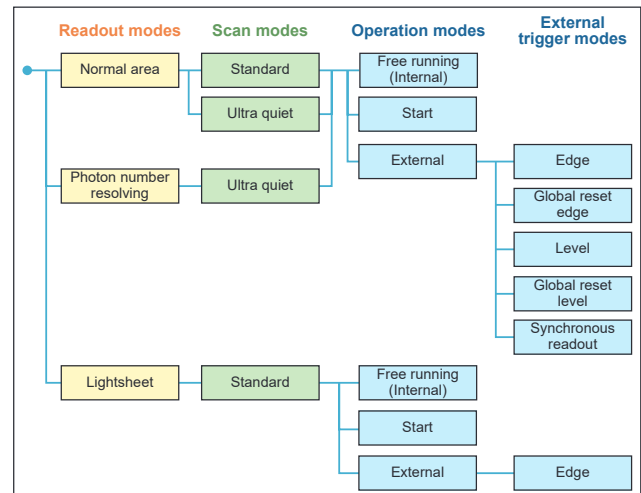 Readout modes
Scan modes
Operation modes
External
trigger modes
Normal area
Standard
Free running
(Internal)
Ultra quiet
Start
External
Edge
Photon number
resolving
Ultra quiet
Global reset
edge
Level
Global reset
level
Synchronous
readout
Lightsheet
Standard
Free running
(Internal)
Start
External
Edge